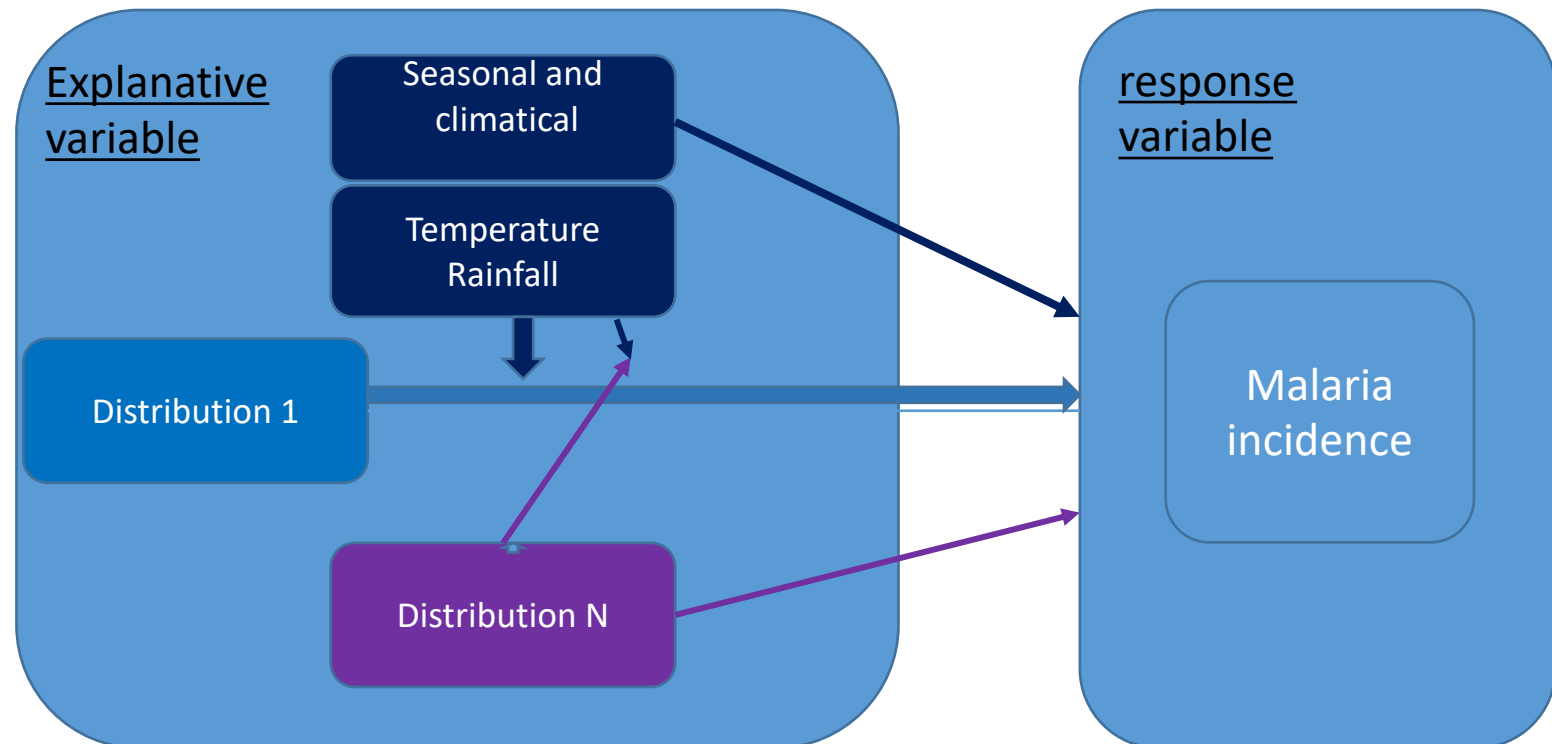 Explanative
variable
Seasonal and
climatical
Temperature
Rainfall
Distribution 1
Distribution N
response
variable
Malaria
incidence